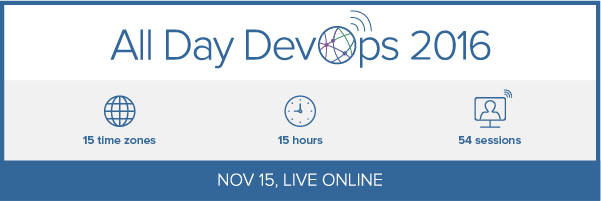 All Day DevOps 2016
15 time zones
15 hours
54 sessions
NOV 15, LIVE ONLINE